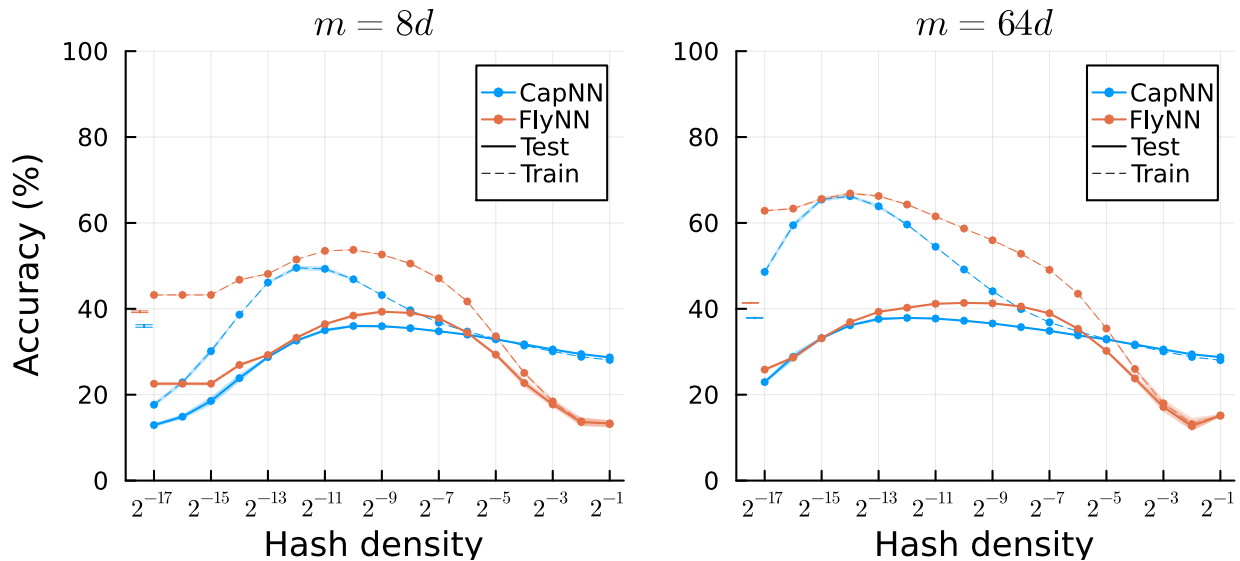 m = 8d
m = 64d
Accuracy (%)
100
80
60
40
20
0
CapNN
FlyNN
Test
Train
2^{-17} 2^{-15} 2^{-13} 2^{-11} 2^{-9} 2^{-7} 2^{-5} 2^{-3} 2^{-1}
Hash density
100
80
60
40
20
0
CapNN
FlyNN
Test
Train
2^{-17} 2^{-15} 2^{-13} 2^{-11} 2^{-9} 2^{-7} 2^{-5} 2^{-3} 2^{-1}
Hash density